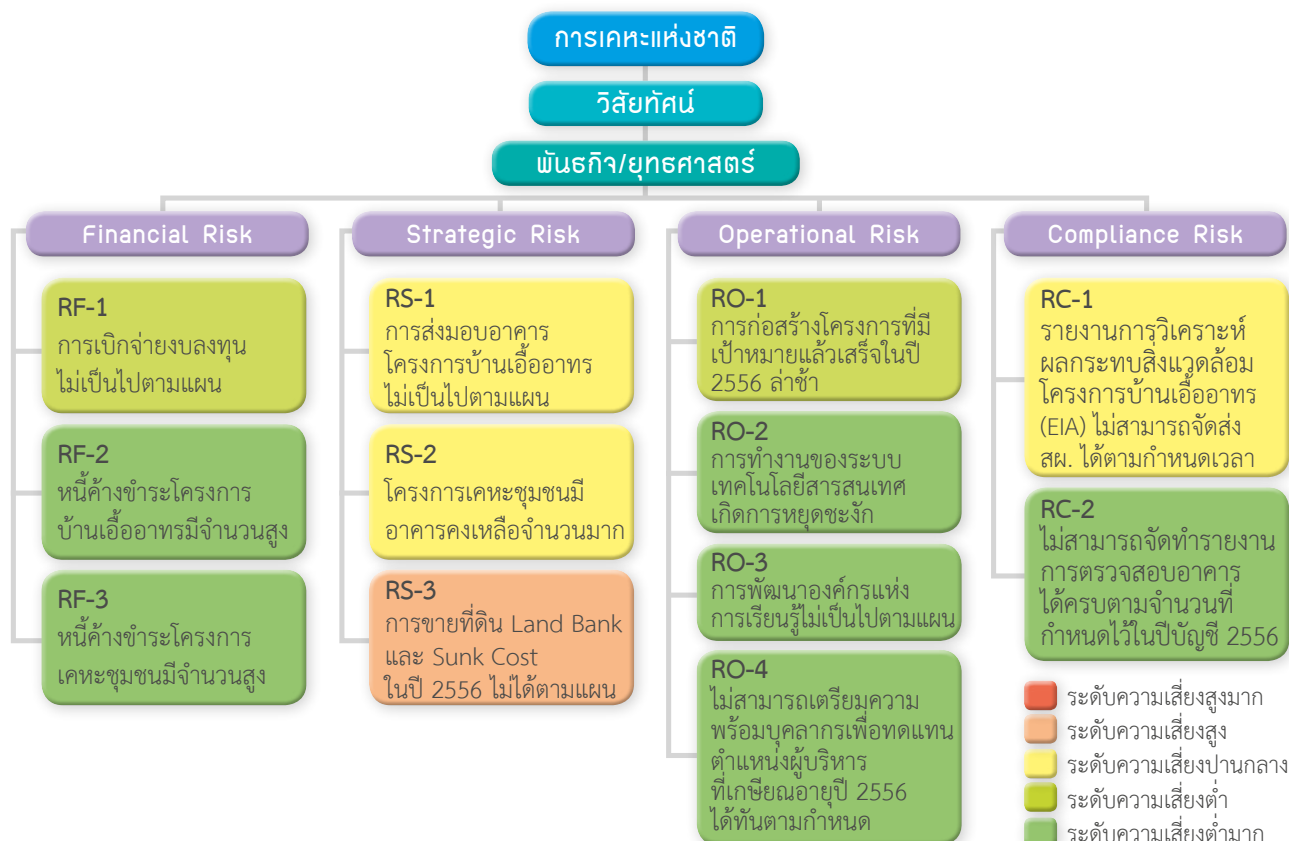 การเคหะแห่งชาติ
วิสัยทัศน์
พันธกิจ/ยุทธศาสตร์
Financial Risk
RF-1
การเบิกจ่ายงบลงทุน
ไม่เป็นไปตามแผน
RF-2
หนี้ค้างชำระโครงการ
บ้านเอื้ออาทรมีจำนวนสูง
RF-3
หนี้ค้างชำระโครงการ
เคหะชุมชนมีจำนวนสูง
Strategic Risk
RS-1
การส่งมอบอาคาร
โครงการบ้านเอื้ออาทร
ไม่เป็นไปตามแผน
RS-2
โครงการเคหะชุมชนมี
อาคารคงเหลือจำนวนมาก
RS-3
การขายที่ดิน Land Bank
และ Sunk Cost
ในปี 2556 ไม่ได้ตามแผน
Operational Risk
RO-1
การก่อสร้างโครงการที่มี
เป้าหมายแล้วเสร็จในปี
2556 ล่าช้า
RO-2
การทำงานของระบบ
เทคโนโลยีสารสนเทศ
เกิดการหยุดชะงัก
RO-3
การพัฒนาองค์กรแห่ง
การเรียนรู้ไม่เป็นไปตามแผน
RO-4
ไม่สามารถเตรียมความ
พร้อมบุคลากรเพื่อทดแทน
ตำแหน่งผู้บริหาร
ที่เกษียณอายุปี 2556
ได้ทันตามกำหนด
Compliance Risk
RC-1
รายงานการวิเคราะห์
ผลกระทบสิ่งแวดล้อม
โครงการบ้านเอื้ออาทร
(EIA) ไม่สามารถจัดส่ง
สผ. ได้ตามกำหนดเวลา
RC-2
ไม่สามารถจัดทำรายงาน
การตรวจสอบอาคาร
ได้ครบตามจำนวนที่
กำหนดไว้ในปีบัญชี 2556
ระดับความเสี่ยงสูงมาก
ระดับความเสี่ยงสูง
ระดับความเสี่ยงปานกลาง
ระดับความเสี่ยงต่ำ
ระดับความเสี่ยงต่ำมาก